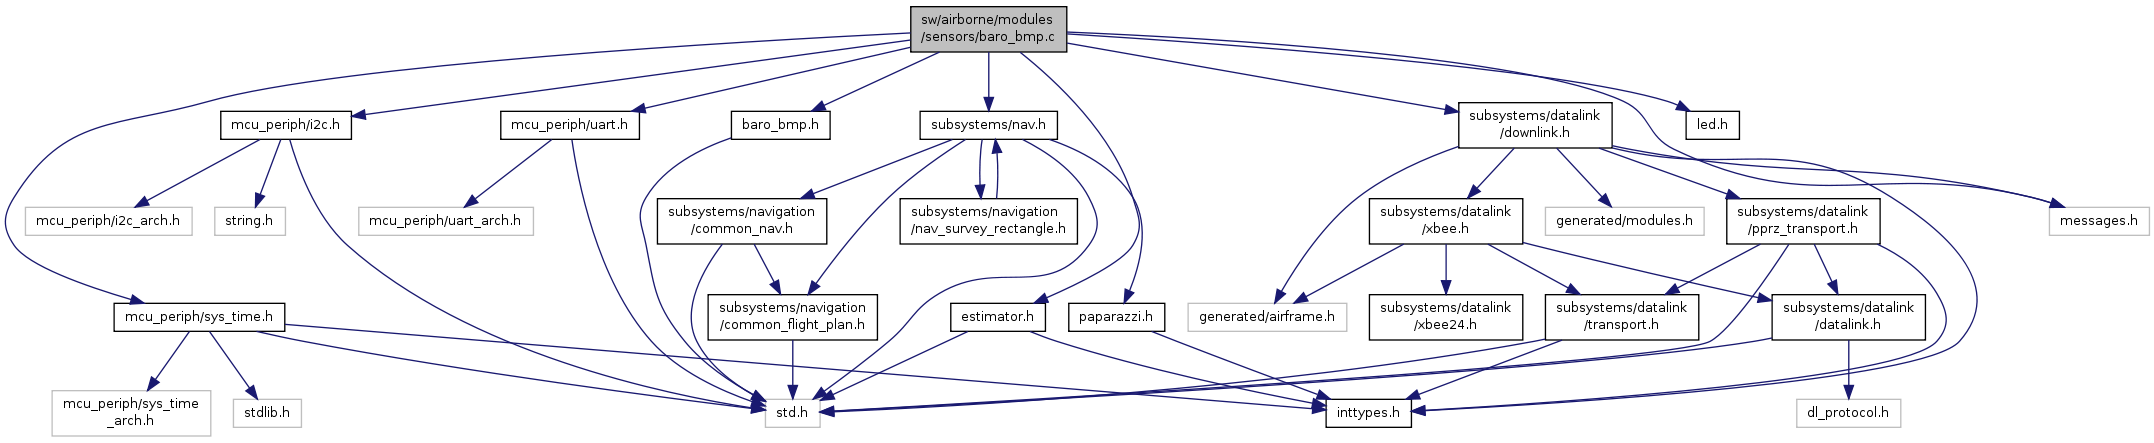 sw/airborne/modules
/sensors/baro_bmp.c
mcu_periph/i2c.h
mcu_periph/uart.h
baro_bmp.h
subsystems/nav.h
subsystems/datalink
/downlink.h
led.h
mcu_periph/i2c_arch.h
string.h
mcu_periph/uart_arch.h
subsystems/navigation
/common_nav.h
subsystems/navigation
/nav_survey_rectangle.h
subsystems/datalink
/xbee.h
generated/modules.h
subsystems/datalink
/pprz_transport.h
messages.h
mcu_periph/sys_time.h
subsystems/navigation
/common_flight_plan.h
estimator.h
paparazzi.h
generated/airframe.h
subsystems/datalink
/xbee24.h
subsystems/datalink
/transport.h
subsystems/datalink
/datalink.h
mcu_periph/sys_time
_arch.h
stdlib.h
std.h
inttypes.h
dl_protocol.h